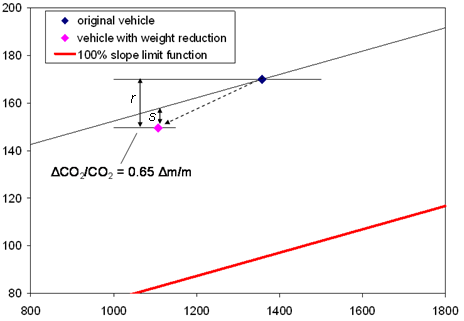 200
180
160
140
120
100
80
800
1000
1200
1400
1600
1800
original vehicle
vehicle with weight reduction
100% slope limit function
r
s
ΔCO₂/CO₂ = 0.65 Δm/m